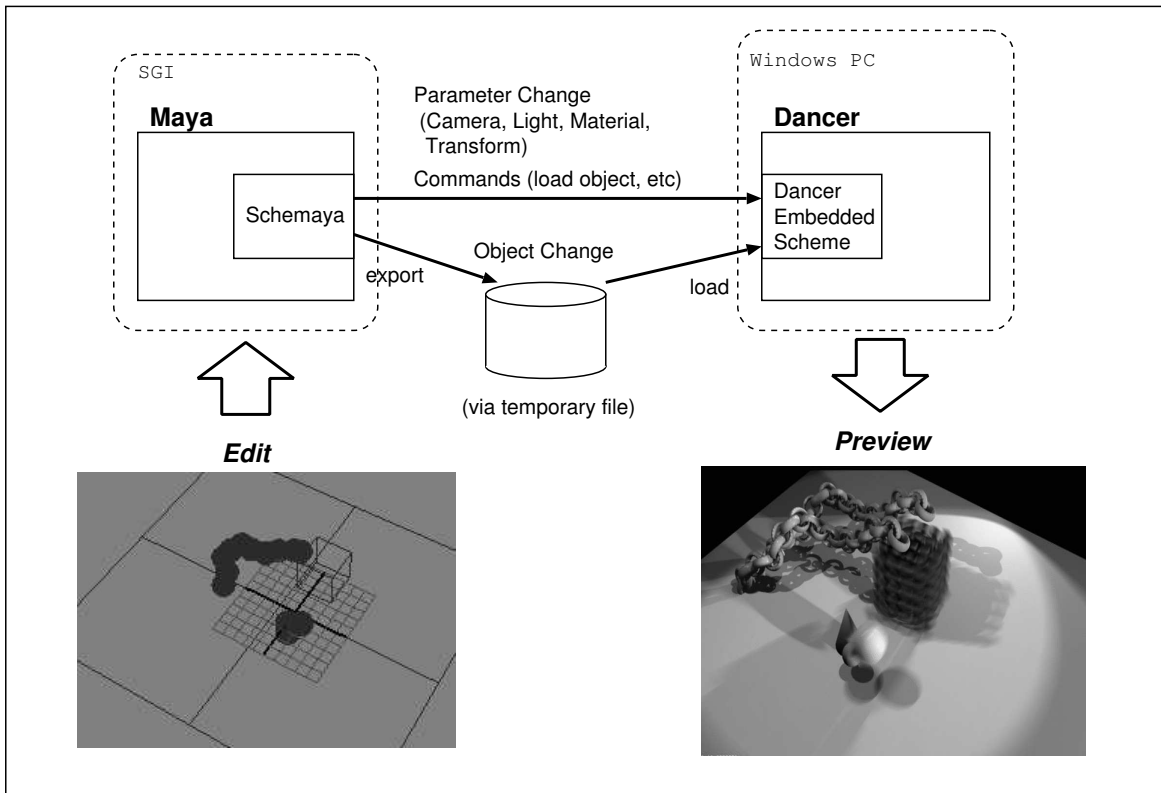 SGI
Windows PC
Maya
Parameter Change
(Camera, Light, Material,
Transform)
Dancer
Commands (load object, etc)
Schemaya
Dancer
Embedded
Scheme
Object Change
export
load
(via temporary file)
Edit
Preview